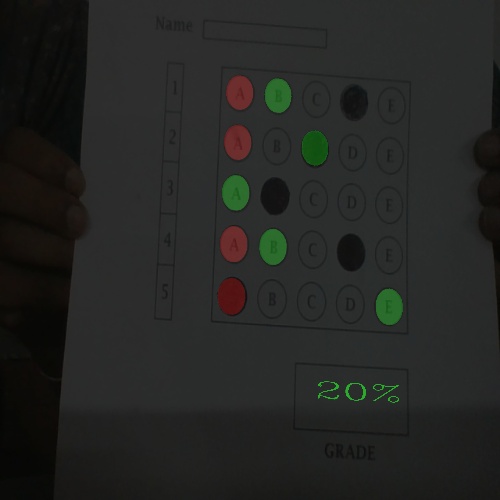 Name
1 A B C E
2 A B D E
3 A C D E
4 A B C E
5 B C D E
20%
GRADE